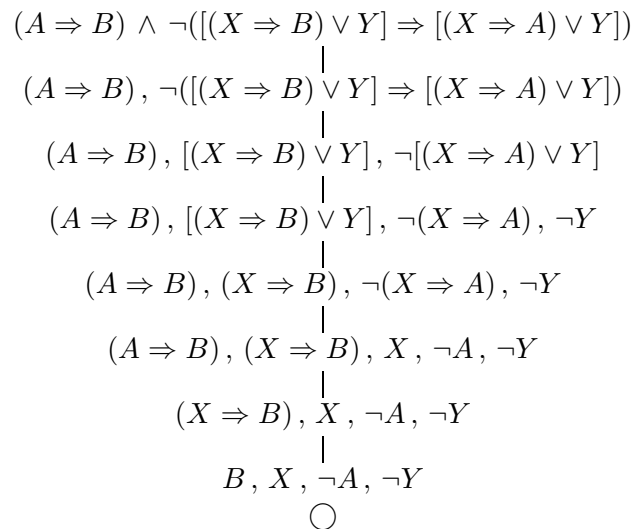 (A ⇒ B) ∧ ¬([(X ⇒ B) ∨ Y] ⇒ [(X ⇒ A) ∨ Y])
(A ⇒ B) , ¬([(X ⇒ B) ∨ Y] ⇒ [(X ⇒ A) ∨ Y])
(A ⇒ B) , [(X ⇒ B) ∨ Y] , ¬[(X ⇒ A) ∨ Y]
(A ⇒ B) , [(X ⇒ B) ∨ Y] , ¬(X ⇒ A) , ¬Y
(A ⇒ B) , (X ⇒ B) , ¬(X ⇒ A) , ¬Y
(A ⇒ B) , (X ⇒ B) , X , ¬A , ¬Y
(X ⇒ B) , X , ¬A , ¬Y
B , X , ¬A , ¬Y